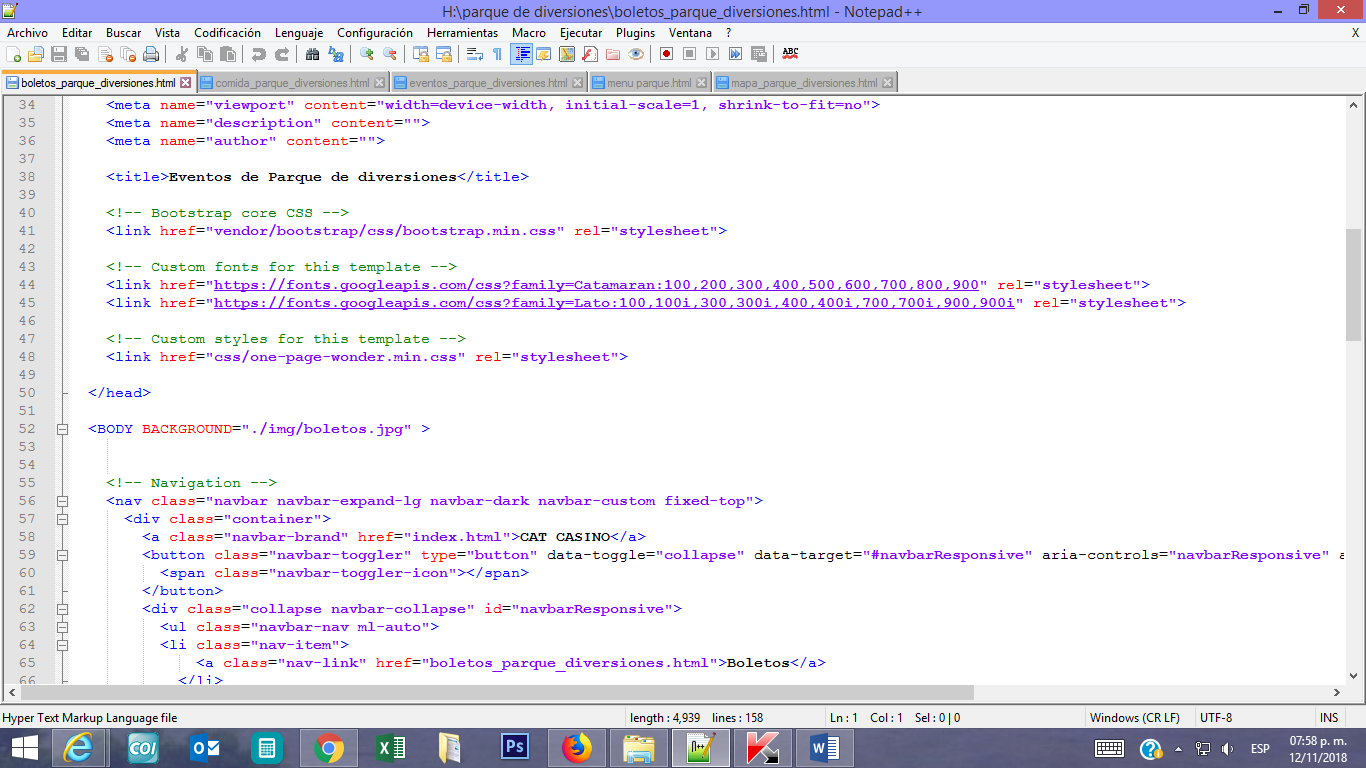 H:\parque de diversiones\boletos_parque_diversiones.html - Notepad++
Archivo Editar Buscar Vista Codificación Lenguaje Configuración Herramientas Macro Ejecutar Plugins Ventana ? X
ABC
boletos_parque_diversiones.html comida_parque_diversiones.html eventos_parque_diversiones.html menu parque.html mapa_parque_diversiones.html
34 <meta name="viewport" content="width=device-width, initial-scale=1, shrink-to-fit=no">
35 <meta name="description" content="">
36 <meta name="author" content="">
37
38 <title>Eventos de Parque de diversiones</title>
39
40 <!-- Bootstrap core CSS -->
41 <link href="vendor/bootstrap/css/bootstrap.min.css" rel="stylesheet">
42
43 <!-- Custom fonts for this template -->
44 <link href="https://fonts.googleapis.com/css?family=Catamaran:100,200,300,400,500,600,700,800,900" rel="stylesheet">
45 <link href="https://fonts.googleapis.com/css?family=Lato:100,100i,300,300i,400,400i,700,700i,900,900i" rel="stylesheet">
46
47 <!-- Custom styles for this template -->
48 <link href="css/one-page-wonder.min.css" rel="stylesheet">
49
50 </head>
51
52 <BODY BACKGROUND="./img/boletos.jpg" >
53
54
55 <!-- Navigation -->
56 <nav class="navbar navbar-expand-lg navbar-dark navbar-custom fixed-top">
57 <div class="container">
58 <a class="navbar-brand" href="index.html">CAT CASINO</a>
59 <button class="navbar-toggler" type="button" data-toggle="collapse" data-target="#navbarResponsive" aria-controls="navbarResponsive" a
60 <span class="navbar-toggler-icon"></span>
61 </button>
62 <div class="collapse navbar-collapse" id="navbarResponsive">
63 <ul class="navbar-nav ml-auto">
64 <li class="nav-item">
65 <a class="nav-link" href="boletos_parque_diversiones.html">Boletos</a>
66 </li>
Hyper Text Markup Language file length : 4,939 lines : 158 Ln : 1 Col : 1 Sel : 0 | 0 Windows (CR LF) UTF-8 INS
COI Ps ESP 07:58 p. m.
12/11/2018